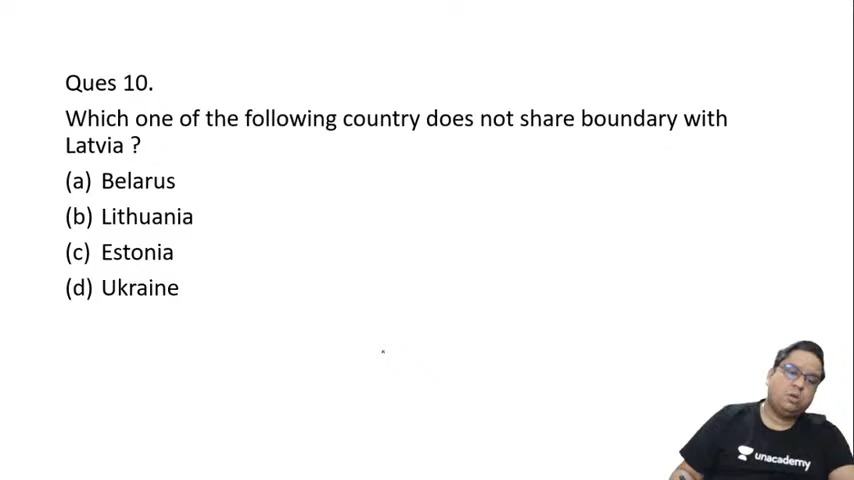 Ques 10.
Which one of the following country does not share boundary with
Latvia ?
(a) Belarus
(b) Lithuania
(c) Estonia
(d) Ukraine
unacademy